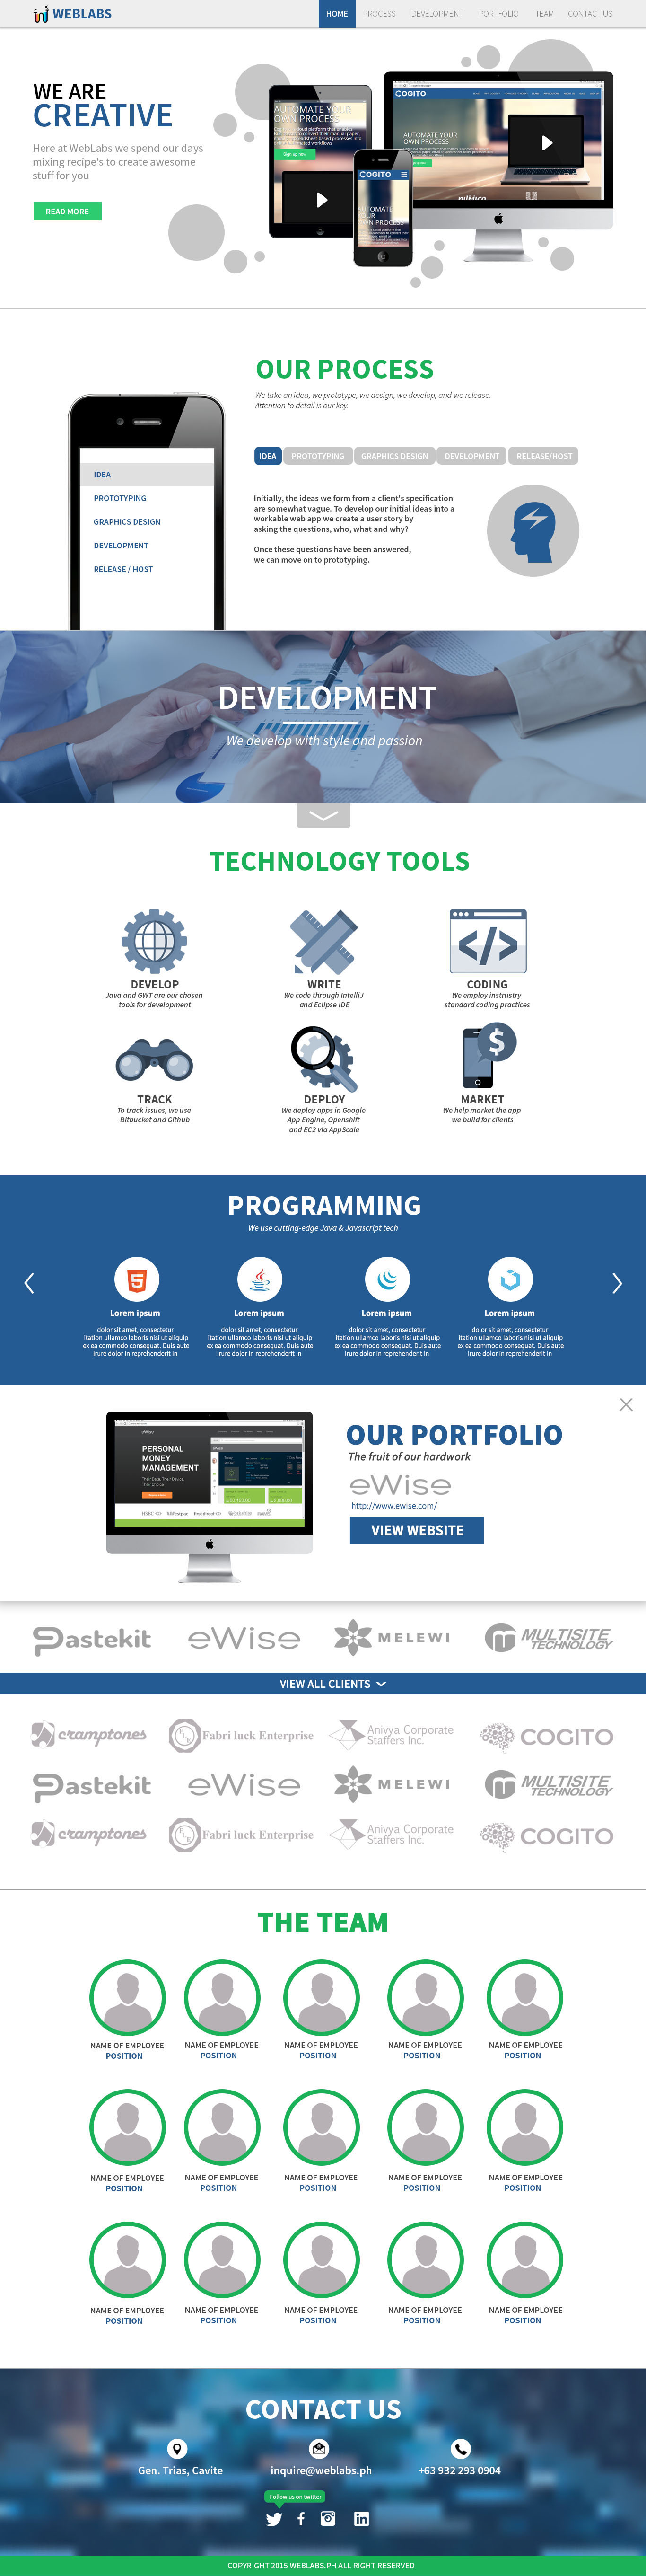 WEBLABS
HOME PROCESS DEVELOPMENT PORTFOLIO TEAM CONTACT US
WE ARE
CREATIVE
Here at WebLabs we spend our days
mixing recipe's to create awesome
stuff for you
READ MORE
AUTOMATE YOUR
OWN PROCESS
Sign up now
COGITO
COGITO
AUTOMATE YOUR
OWN PROCESS
OUR PROCESS
We take an idea, we prototype, we design, we develop, and we release.
Attention to detail is our key.
IDEA
PROTOTYPING
GRAPHICS DESIGN
DEVELOPMENT
RELEASE / HOST
IDEA PROTOTYPING GRAPHICS DESIGN DEVELOPMENT RELEASE/HOST
Initially, the ideas we form from a client's specification
are somewhat vague. To develop our initial ideas into a
workable web app we create a user story by
asking the questions, who, what and why?
Once these questions have been answered,
we can move on to prototyping.
DEVELOPMENT
We develop with style and passion
TECHNOLOGY TOOLS
DEVELOP
Java and GWT are our chosen
tools for development
WRITE
We code through IntelliJ
and Eclipse IDE
CODING
We employ instrustry
standard coding practices
TRACK
To track issues, we use
Bitbucket and Github
DEPLOY
We deploy apps in Google
App Engine, Openshift
and EC2 via AppScale
MARKET
We help market the app
we build for clients
PROGRAMMING
We use cutting-edge Java & Javascript tech
Lorem ipsum
dolor sit amet, consectetur
itation ullamco laboris nisi ut aliquip
ex ea commodo consequat. Duis aute
irure dolor in reprehenderit in
Lorem ipsum
dolor sit amet, consectetur
itation ullamco laboris nisi ut aliquip
ex ea commodo consequat. Duis aute
irure dolor in reprehenderit in
Lorem ipsum
dolor sit amet, consectetur
itation ullamco laboris nisi ut aliquip
ex ea commodo consequat. Duis aute
irure dolor in reprehenderit in
Lorem ipsum
dolor sit amet, consectetur
itation ullamco laboris nisi ut aliquip
ex ea commodo consequat. Duis aute
irure dolor in reprehenderit in
eWise
PERSONAL
MONEY
MANAGEMENT
OUR PORTFOLIO
The fruit of our hardwork
eWise
http://www.ewise.com/
VIEW WEBSITE
Pastekit eWise MELEWI MULTISITE
TECHNOLOGY
VIEW ALL CLIENTS
cramptones Fabri luck Enterprise Anivya Corporate
Staffers Inc. COGITO
Pastekit eWise MELEWI MULTISITE
TECHNOLOGY
cramptones Fabri luck Enterprise Anivya Corporate
Staffers Inc. COGITO
THE TEAM
NAME OF EMPLOYEE NAME OF EMPLOYEE NAME OF EMPLOYEE NAME OF EMPLOYEE NAME OF EMPLOYEE
POSITION POSITION POSITION POSITION POSITION
NAME OF EMPLOYEE NAME OF EMPLOYEE NAME OF EMPLOYEE NAME OF EMPLOYEE NAME OF EMPLOYEE
POSITION POSITION POSITION POSITION POSITION
NAME OF EMPLOYEE NAME OF EMPLOYEE NAME OF EMPLOYEE NAME OF EMPLOYEE NAME OF EMPLOYEE
POSITION POSITION POSITION POSITION POSITION
CONTACT US
Gen. Trias, Cavite inquire@weblabs.ph +63 932 293 0904
Follow us on twitter
COPYRIGHT 2015 WEBLABS.PH ALL RIGHT RESERVED